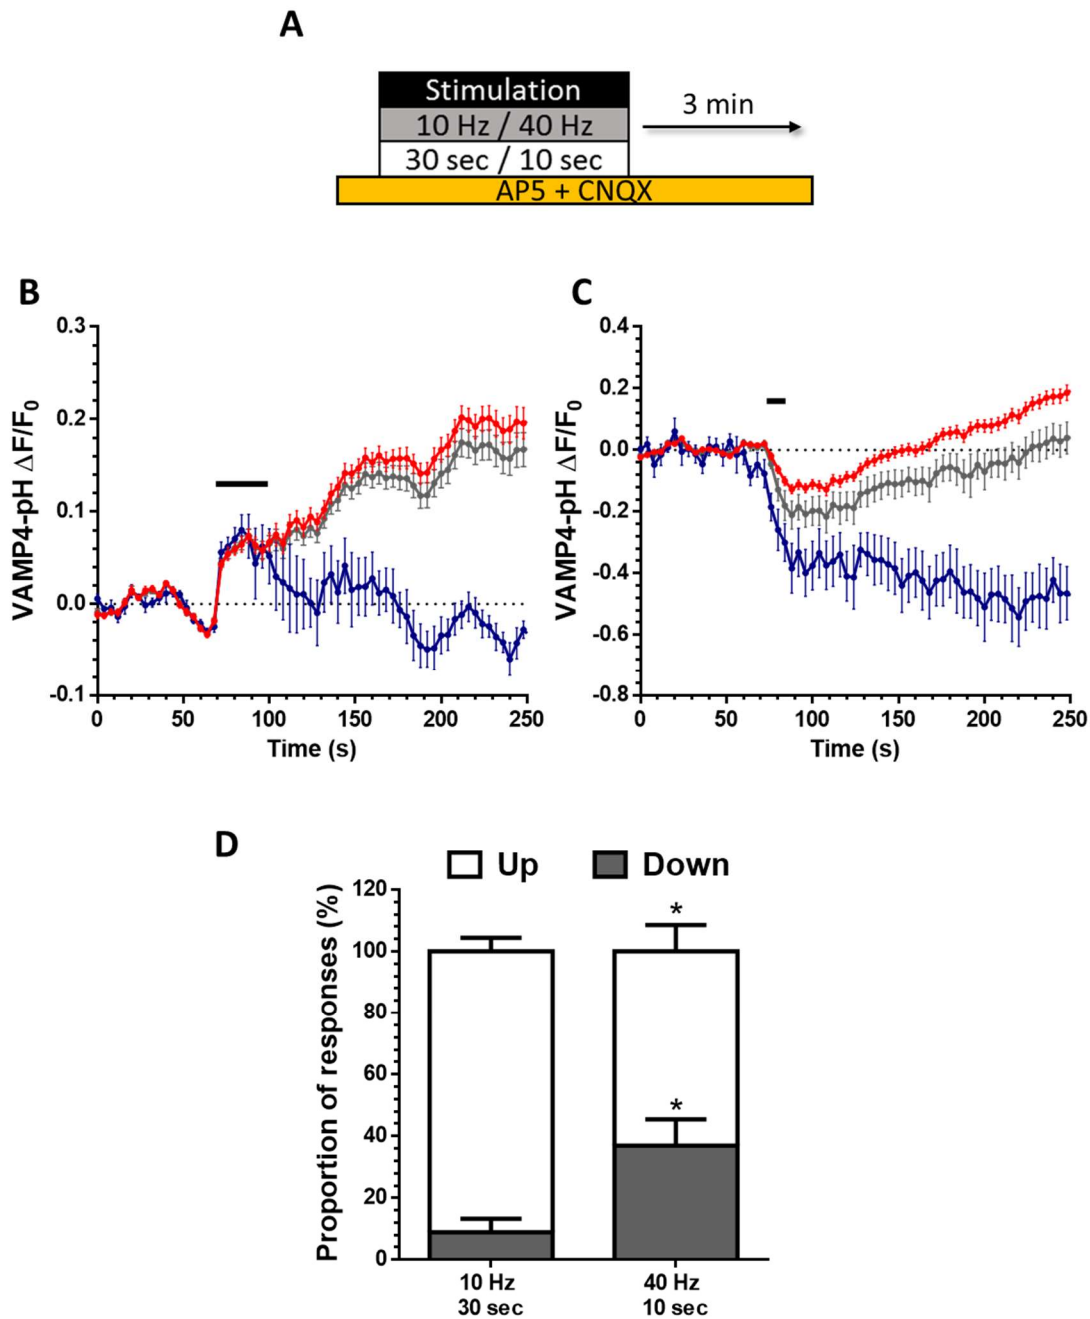 A
Stimulation
10 Hz / 40 Hz
30 sec / 10 sec
3 min
AP5 + CNQX
B
VAMP4-pH ΔF/F0
0.3
0.2
0.1
0.0
-0.1
0 50 100 150 200 250
Time (s)
C
VAMP4-pH ΔF/F0
0.4
0.2
0.0
-0.2
-0.4
-0.6
-0.8
0 50 100 150 200 250
Time (s)
D
Up Down
Proportion of responses (%)
120
100
80
60
40
20
0
*
*
10 Hz 40 Hz
30 sec 10 sec